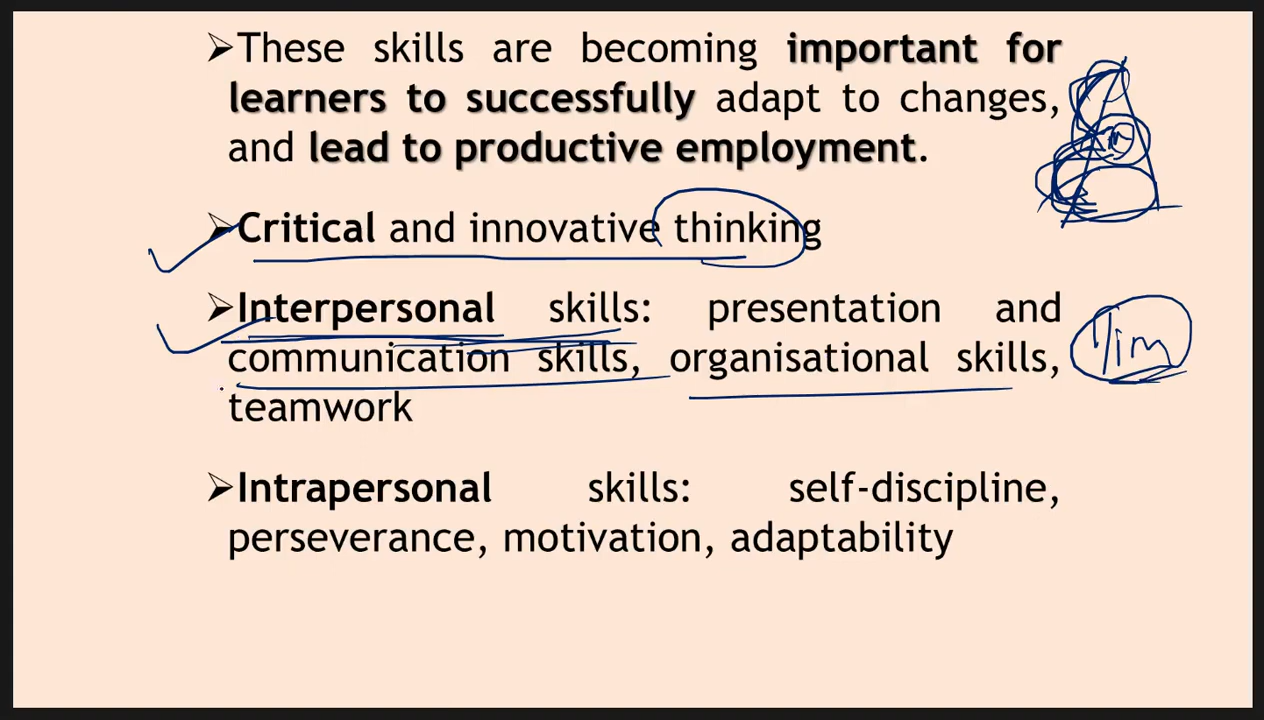 ➢These skills are becoming important for
learners to successfully adapt to changes,
and lead to productive employment.
➢Critical and innovative thinking
➢Interpersonal skills: presentation and
communication skills, organisational skills,
teamwork
➢Intrapersonal skills: self-discipline,
perseverance, motivation, adaptability